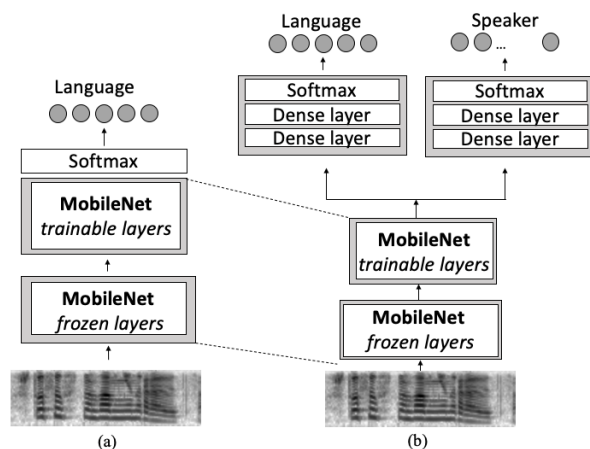 Language
Softmax
MobileNet
trainable layers
MobileNet
frozen layers
(a)
Language
Softmax
Dense layer
Dense layer
Speaker
...
Softmax
Dense layer
Dense layer
MobileNet
trainable layers
MobileNet
frozen layers
(b)